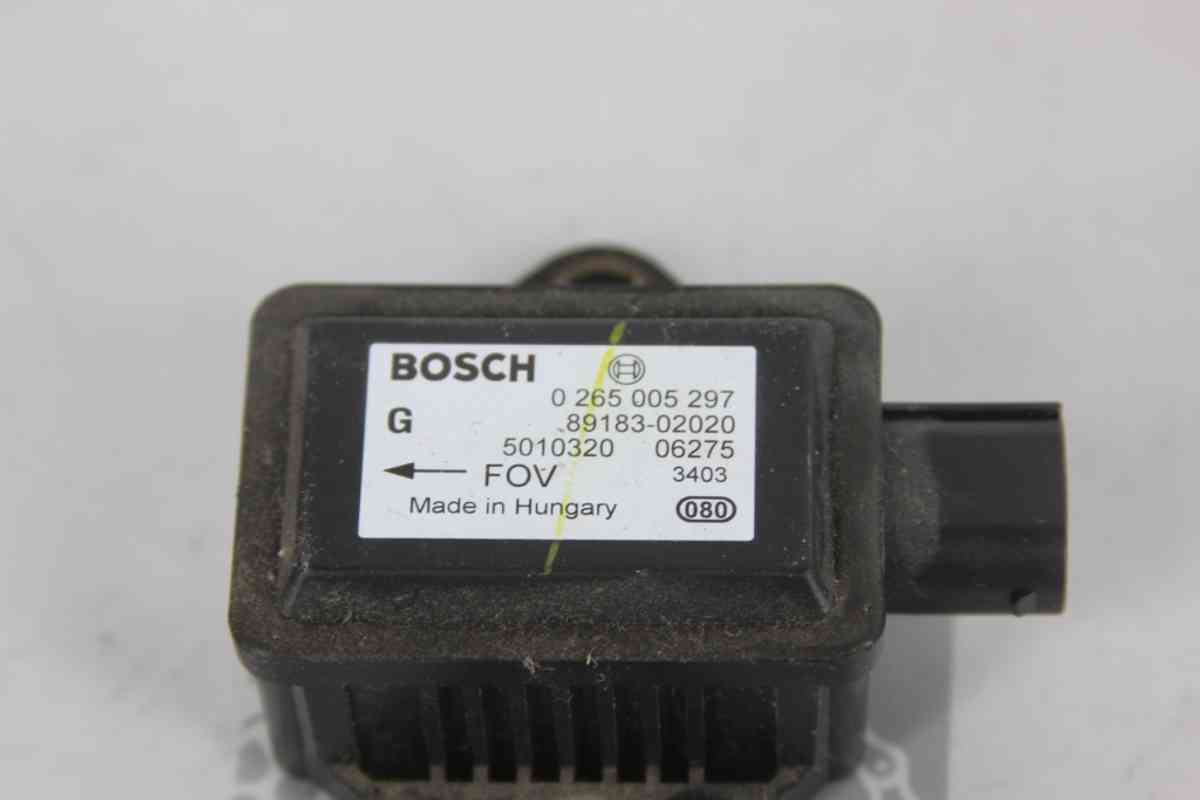 BOSCH
0 265 005 297
G 89183-02020
5010320 06275
FOV 3403
Made in Hungary 080